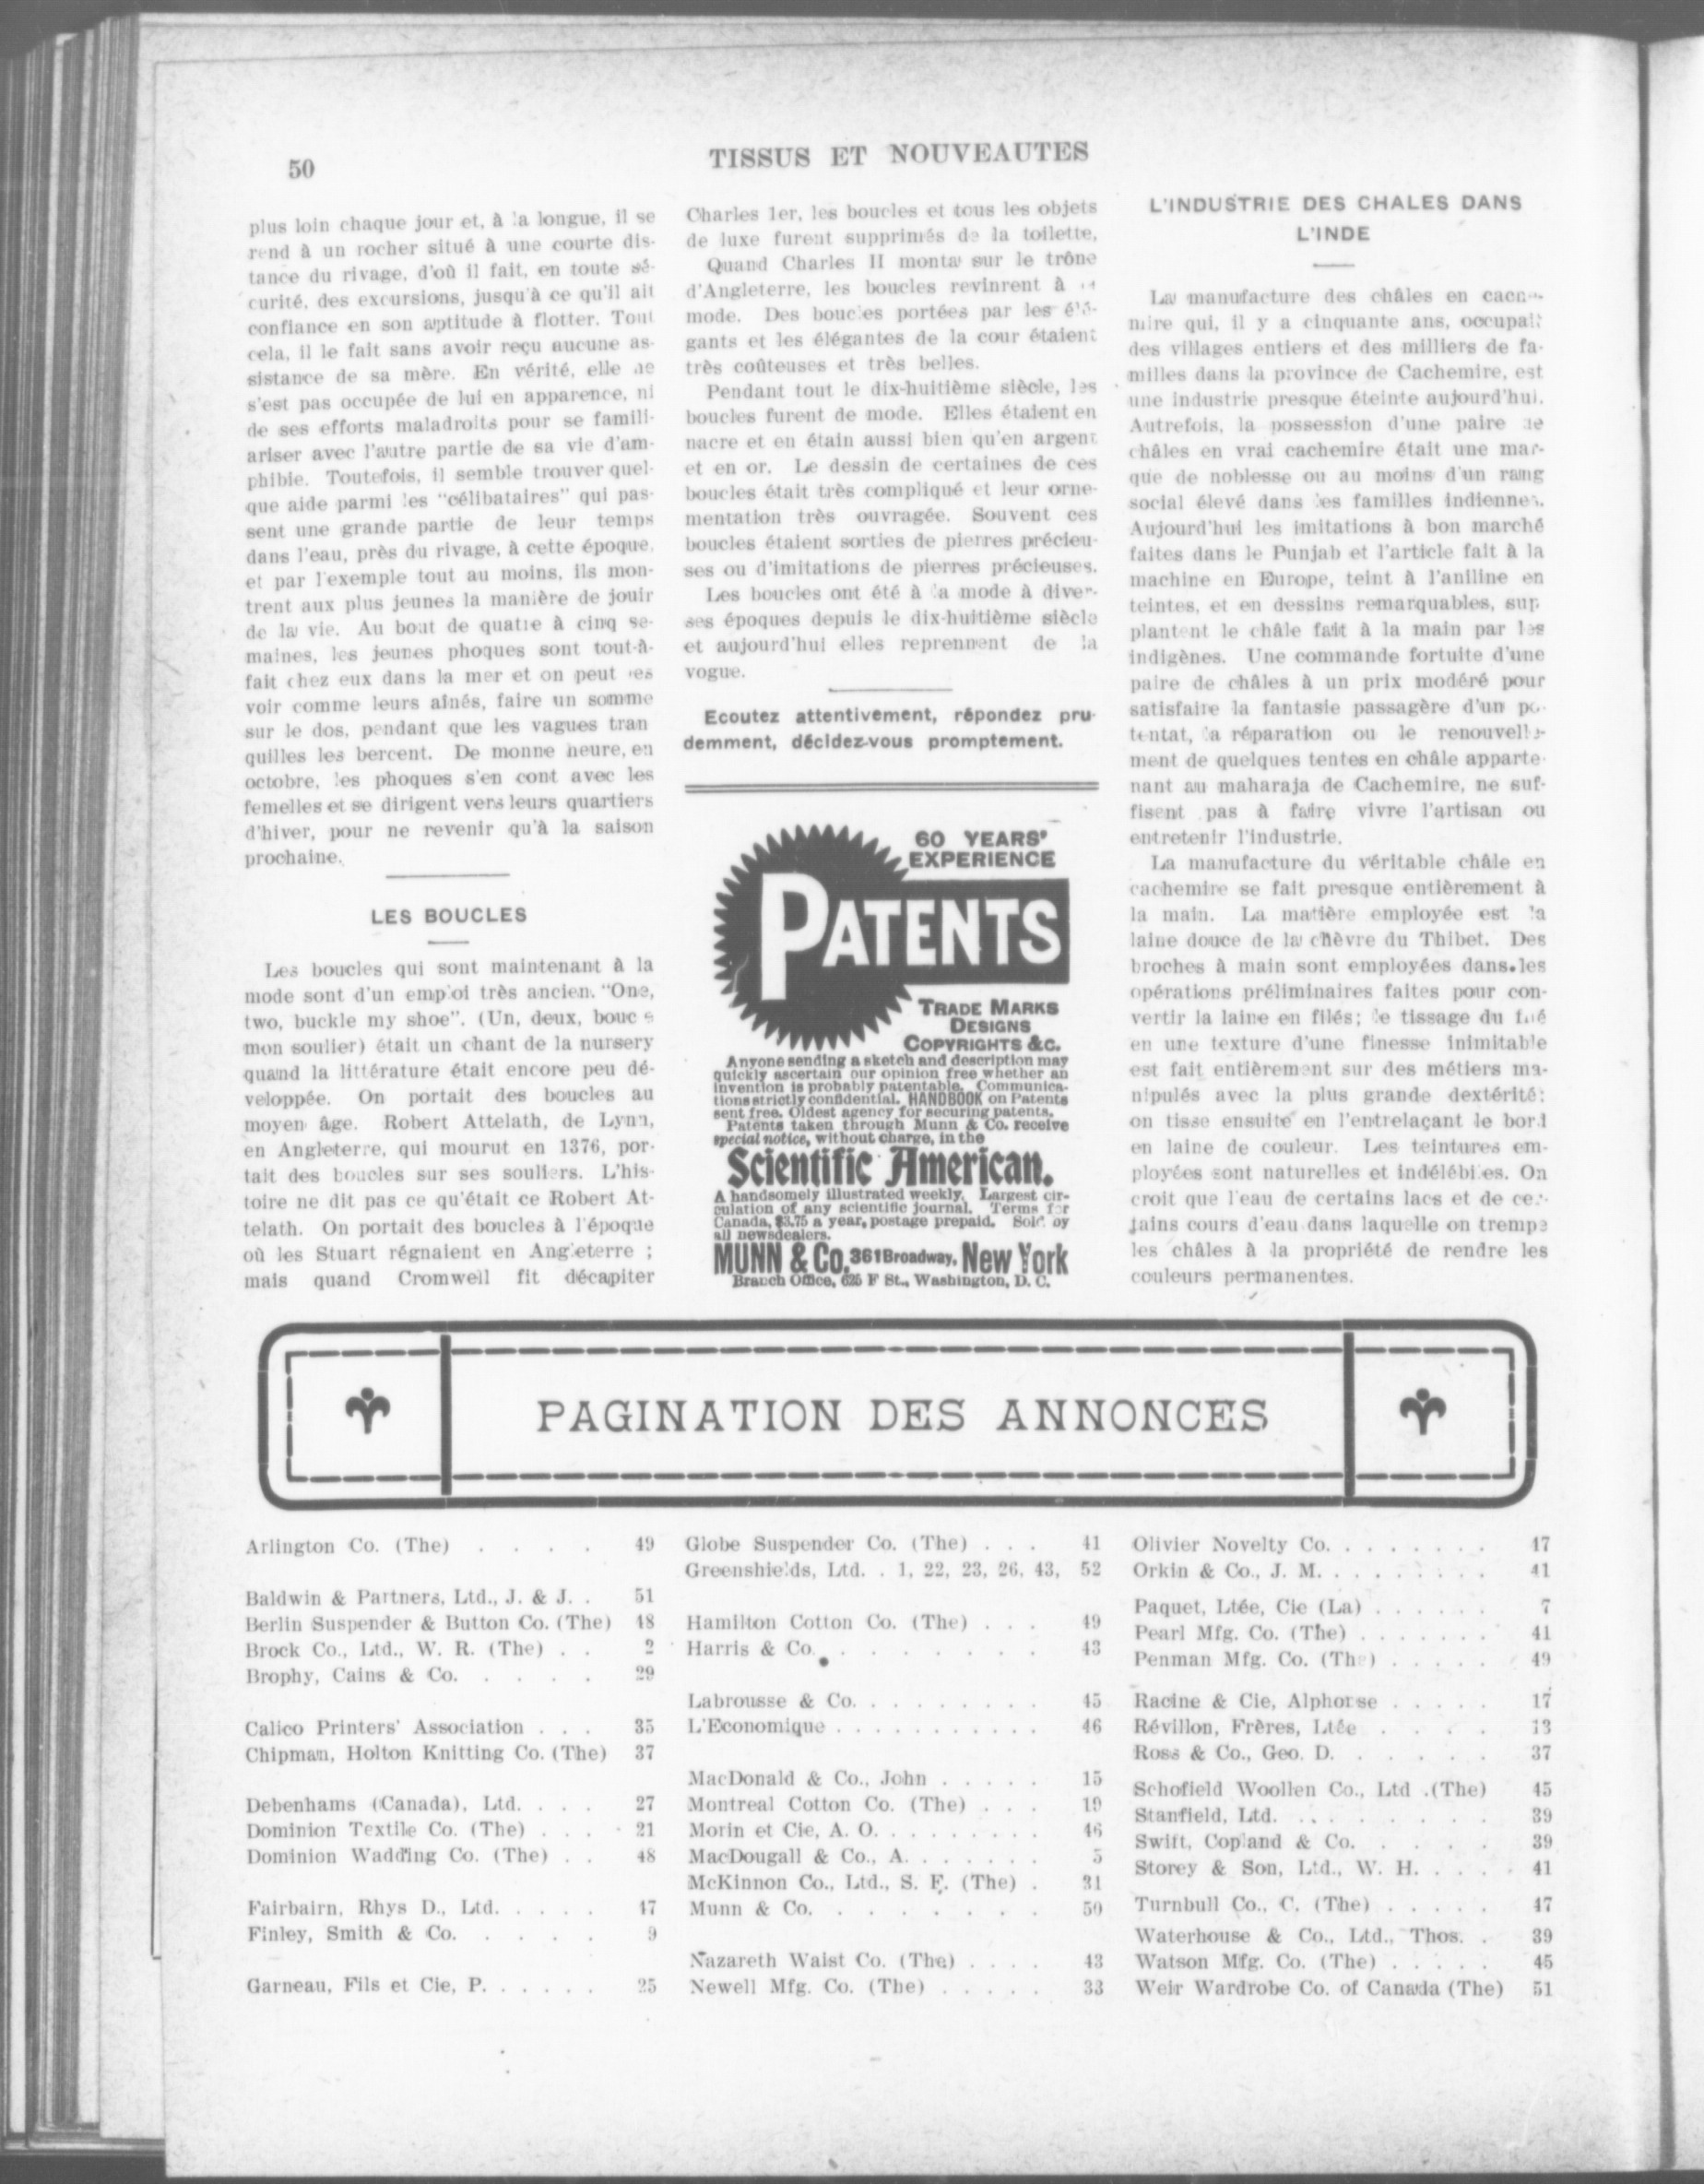 50
TISSUS ET NOUVEAUTES
plus loin chaque jour et, à la longue, il se
rend à un rocher situé à une courte dis-
tance du rivage, d'où il fait, en toute sé-
curité, des excursions, jusqu'à ce qu'il ait
confiance en son aptitude à flotter. Tout
cela, il le fait sans avoir reçu aucune as-
sistance de sa mère. En vérité, elle ne
s'est pas occupée de lui en apparence, ni
de ses efforts maladroits pour se famili-
ariser avec l'autre partie de sa vie d'am-
phibie. Toutefois, il semble trouver quel-
que aide parmi les "célibataires" qui pas-
sent une grande partie de leur temps
dans l'eau, près du rivage, à cette époque,
et par l'exemple tout au moins, ils mon-
trent aux plus jeunes la manière de jouir
de la vie. Au bout de quatre à cinq se-
maines, les jeunes phoques sont tout-à-
fait chez eux dans la mer et on peut les
voir comme leurs aînés, faire un somme
sur le dos, pendant que les vagues tran
quilles les bercent. De monne heure, en
octobre, les phoques s'en cont avec les
femelles et se dirigent vers leurs quartiers
d'hiver, pour ne revenir qu'à la saison
prochaine.
LES BOUCLES
Les boucles qui sont maintenant à la
mode sont d'un emploi très ancien. "One,
two, buckle my shoe". (Un, deux, boucle
mon soulier) était un chant de la nursery
quand la littérature était encore peu dé-
veloppée. On portait des boucles au
moyen âge. Robert Attelath, de Lynn,
en Angleterre, qui mourut en 1376, por-
tait des boucles sur ses souliers. L'his-
toire ne dit pas ce qu'était ce Robert At-
telath. On portait des boucles à l'époque
où les Stuart régnaient en Angleterre ;
mais quand Cromwell fit décapiter
Charles 1er, les boucles et tous les objets
de luxe furent supprimés de la toilette,
Quand Charles II monta sur le trône
d'Angleterre, les boucles revinrent à
mode. Des boucles portées par les élé-
gants et les élégantes de la cour étaient
très coûteuses et très belles.
Pendant tout le dix-huitième siècle, les
boucles furent de mode. Elles étaient en
nacre et en étain aussi bien qu'en argent
et en or. Le dessin de certaines de ces
boucles était très compliqué et leur orne-
mentation très ouvragée. Souvent ces
boucles étaient sorties de pierres précieu-
ses ou d'imitations de pierres précieuses.
Les boucles ont été à la mode à diver-
ses époques depuis le dix-huitième siècle
et aujourd'hui elles reprennent de la
vogue.
Ecoutez attentivement, répondez pru-
demment, décidez-vous promptement.
60 YEARS'
EXPERIENCE
PATENTS
TRADE MARKS
DESIGNS
COPYRIGHTS &C.
Anyone sending a sketch and description may
quickly ascertain our opinion free whether an
invention is probably patentable. Communica-
tions strictly confidential. HANDBOOK on Patents
sent free. Oldest agency for securing patents.
Patents taken through Munn & Co. receive
special notice, without charge, in the
Scientific American.
A handsomely illustrated weekly. Largest cir-
culation of any scientific journal. Terms for
Canada, $3.75 a year, postage prepaid. Sold by
all newsdealers.
MUNN & Co. 361 Broadway, New York
Branch Office, 625 F St., Washington, D. C.
L'INDUSTRIE DES CHALES DANS
L'INDE
La manufacture des châles en cache-
mire qui, il y a cinquante ans, occupait
des villages entiers et des milliers de fa-
milles dans la province de Cachemire, est
une industrie presque éteinte aujourd'hui.
Autrefois, la possession d'une paire de
châles en vrai cachemire était une mar-
que de noblesse ou au moins d'un rang
social élevé dans les familles indiennes.
Aujourd'hui les imitations à bon marché
faites dans le Punjab et l'article fait à la
machine en Europe, teint à l'aniline en
teintes, et en dessins remarquables, sup
plantent le châle fait à la main par les
indigènes. Une commande fortuite d'une
paire de châles à un prix modéré pour
satisfaire la fantasie passagère d'un po-
tentat, la réparation ou le renouvelle-
ment de quelques tentes en châle apparte-
nant au maharaja de Cachemire, ne suf-
fisent pas à faire vivre l'artisan ou
entretenir l'industrie.
La manufacture du véritable châle en
cachemire se fait presque entièrement à
la main. La matière employée est la
laine douce de la chèvre du Thibet. Des
broches à main sont employées dans les
opérations préliminaires faites pour con-
vertir la laine en filés; le tissage du filé
en une texture d'une finesse inimitable
est fait entièrement sur des métiers ma-
nipulés avec la plus grande dextérité;
on tisse ensuite en l'entrelaçant le bord
en laine de couleur. Les teintures em-
ployées sont naturelles et indélébiles. On
croit que l'eau de certains lacs et de cer-
tains cours d'eau dans laquelle on trempe
les châles à la propriété de rendre les
couleurs permanentes.
PAGINATION DES ANNONCES
Arlington Co. (The) . . . . 49
Baldwin & Partners, Ltd., J. & J. . 51
Berlin Suspender & Button Co. (The) 48
Brock Co., Ltd., W. R. (The) . . 2
Brophy, Cains & Co. . . . . 29
Calico Printers' Association . . . 35
Chipman, Holton Knitting Co. (The) 37
Debenhams (Canada), Ltd. . . . 27
Dominion Textile Co. (The) . . . 21
Dominion Wadding Co. (The) . . 48
Fairbairn, Rhys D., Ltd. . . . . 47
Finley, Smith & Co. . . . . 9
Garneau, Fils et Cie, P. . . . . . 25
Globe Suspender Co. (The) . . . 41
Greenshields, Ltd. . 1, 22, 23, 26, 43, 52
Hamilton Cotton Co. (The) . . . 49
Harris & Co. . . . . . . . 43
Labrousse & Co. . . . . . . . . 45
L'Economique . . . . . . . . . . 46
MacDonald & Co., John . . . . . 15
Montreal Cotton Co. (The) . . . 19
Morin et Cie, A. O. . . . . . . . 46
MacDougall & Co., A. . . . . . . 5
McKinnon Co., Ltd., S. F. (The) . 31
Munn & Co. . . . . . . . 50
Nazareth Waist Co. (The) . . . . 43
Newell Mfg. Co. (The) . . . . . 33
Olivier Novelty Co. . . . . . . . 47
Orkin & Co., J. M. . . . . . . . . 41
Paquet, Ltée, Cie (La) . . . . . . 7
Pearl Mfg. Co. (The) . . . . . . . 41
Penman Mfg. Co. (The) . . . . . 49
Racine & Cie, Alphonse . . . . . 17
Révillon, Frères, Ltée . . . . 13
Ross & Co., Geo. D. . . . . . 37
Schofield Woollen Co., Ltd .(The) 45
Stanfield, Ltd. . . . . . . . 39
Swift, Copland & Co. . . . . 39
Storey & Son, Ltd., W. H. . . . . 41
Turnbull Co., C. (The) . . . . . 47
Waterhouse & Co., Ltd., Thos. . 39
Watson Mfg. Co. (The) . . . . . 45
Weir Wardrobe Co. of Canada (The) 51